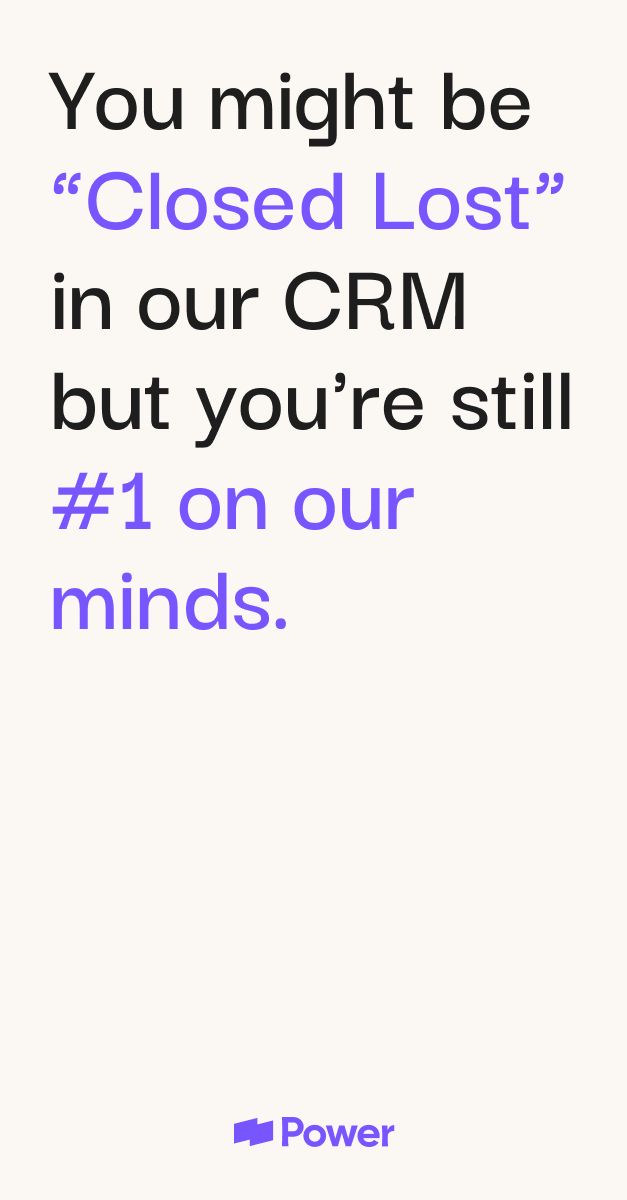 You might be
“Closed Lost”
in our CRM
but you’re still
#1 on our
minds.
Power